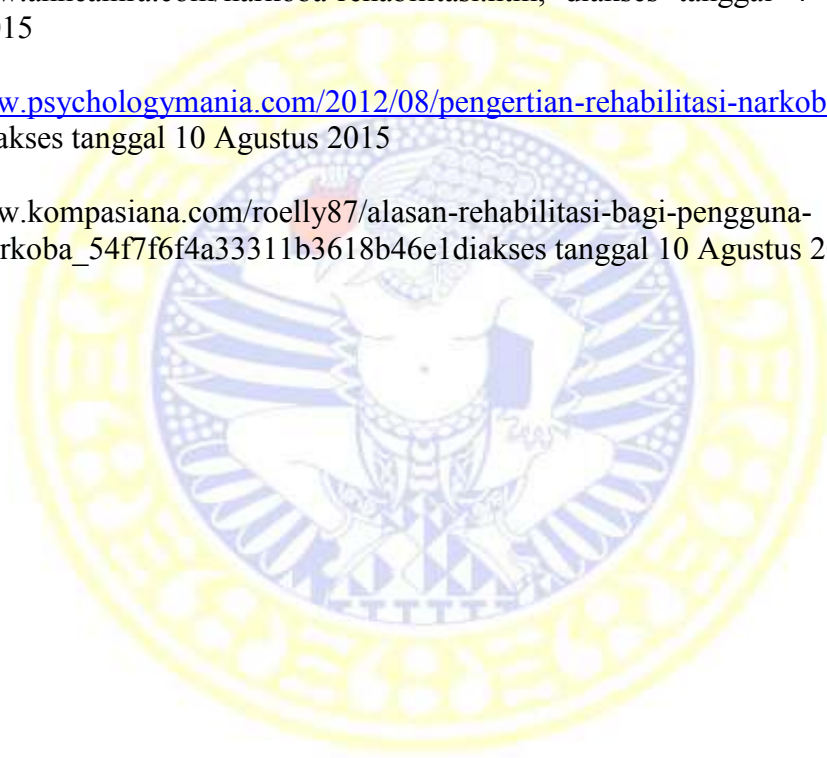 015
w.psychologymania.com/2012/08/pengertian-rehabilitasi-narkob
akses tanggal 10 Agustus 2015
w.kompasiana.com/roelly87/alasan-rehabilitasi-bagi-pengguna-
rkoba_54f7f6f4a33311b3618b46e1diakses tanggal 10 Agustus 2